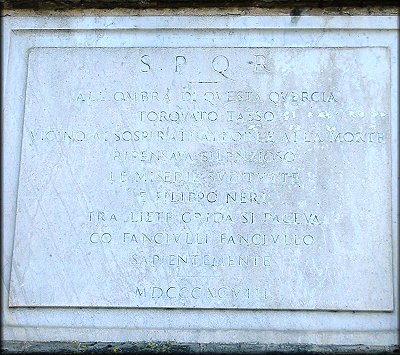 S. P. Q. R
ALL'OMBRA DI QVESTA QVERCIA
TORQVATO TASSO
VICINO AI SOSPIRATI ALLORI E ALLA MORTE
RIPENSAVA SILENZIOSO
LE MISERIE SVE TVTTE
E FILIPPO NERI
TRA LIETE GRIDA SI FACEVA
CO' FANCIVLLI FANCIVLLO
SAPIENTEMENTE
MDCCCXCVIII